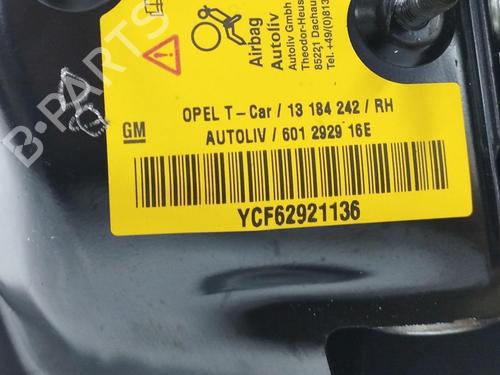 Airbag
Autoliv
Autoliv GmbH
Theodor-Heus
85221 Dachau
Tel. +49/(0)813
OPEL T-Car / 13 184 242 / RH
GM
AUTOLIV / 601 2929 16E
YCF62921136
B-PARTS